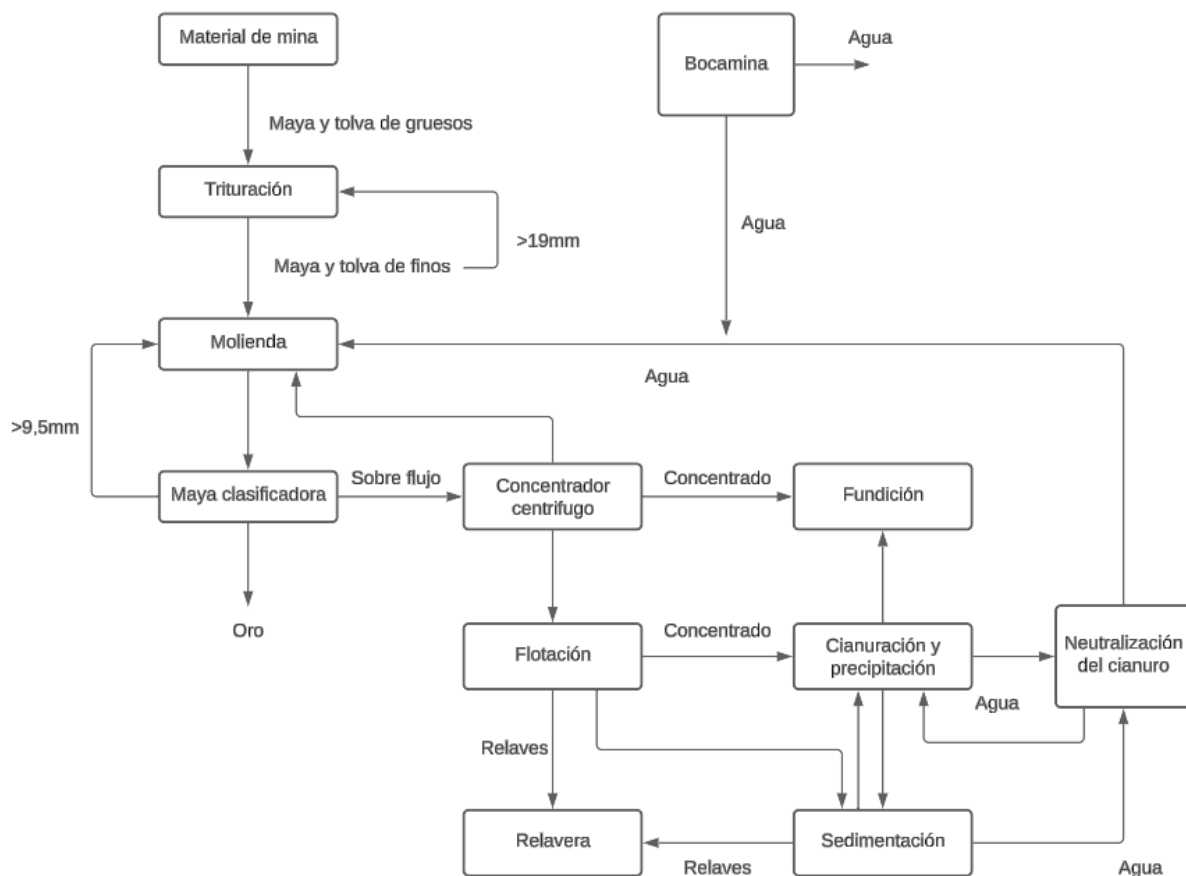 Material de mina
Bocamina
Agua
Maya y tolva de gruesos
Trituración
Agua
>19mm
Maya y tolva de finos
Molienda
Agua
>9,5mm
Maya clasificadora
Sobre flujo
Concentrador
centrifugo
Concentrado
Fundición
Oro
Flotación
Concentrado
Cianuración y
precipitación
Neutralización
del cianuro
Agua
Relaves
Relavera
Sedimentación
Relaves
Agua